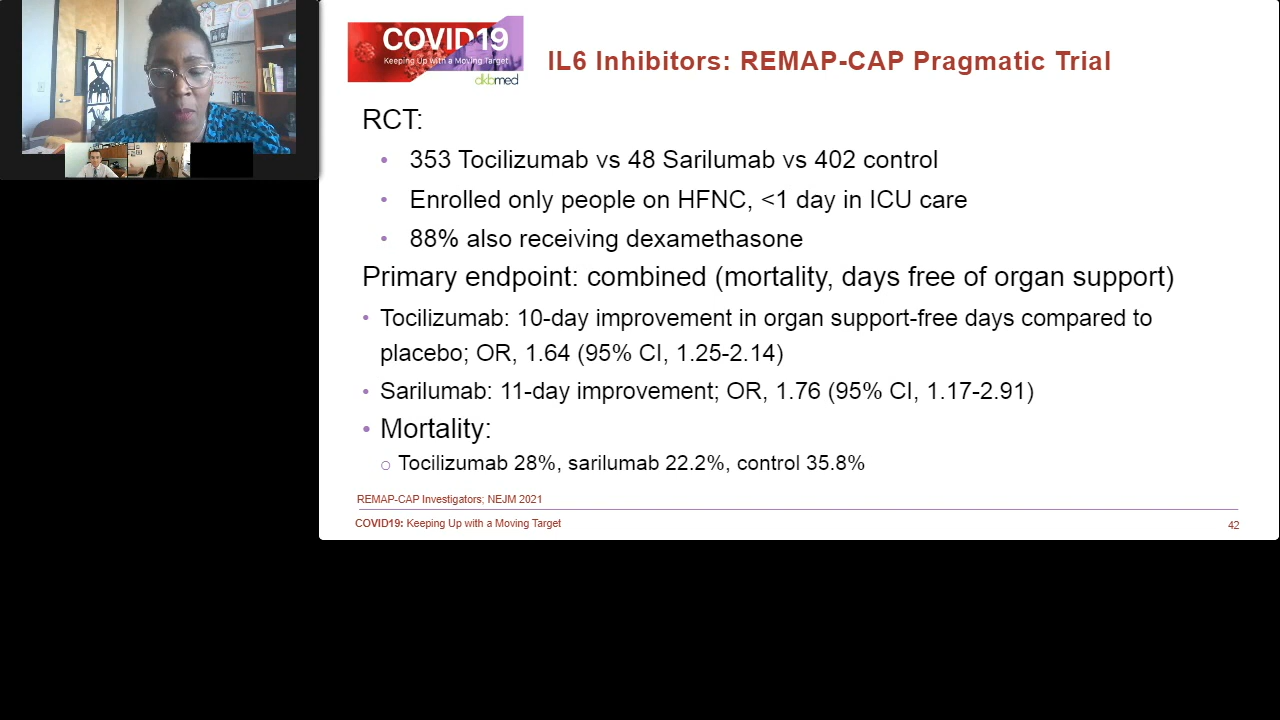 COVID19
Keeping Up with a Moving Target
dkbmed
IL6 Inhibitors: REMAP-CAP Pragmatic Trial
RCT:
• 353 Tocilizumab vs 48 Sarilumab vs 402 control
• Enrolled only people on HFNC, <1 day in ICU care
• 88% also receiving dexamethasone
Primary endpoint: combined (mortality, days free of organ support)
• Tocilizumab: 10-day improvement in organ support-free days compared to
placebo; OR, 1.64 (95% CI, 1.25-2.14)
• Sarilumab: 11-day improvement; OR, 1.76 (95% CI, 1.17-2.91)
• Mortality:
○ Tocilizumab 28%, sarilumab 22.2%, control 35.8%
REMAP-CAP Investigators; NEJM 2021
COVID19: Keeping Up with a Moving Target
42